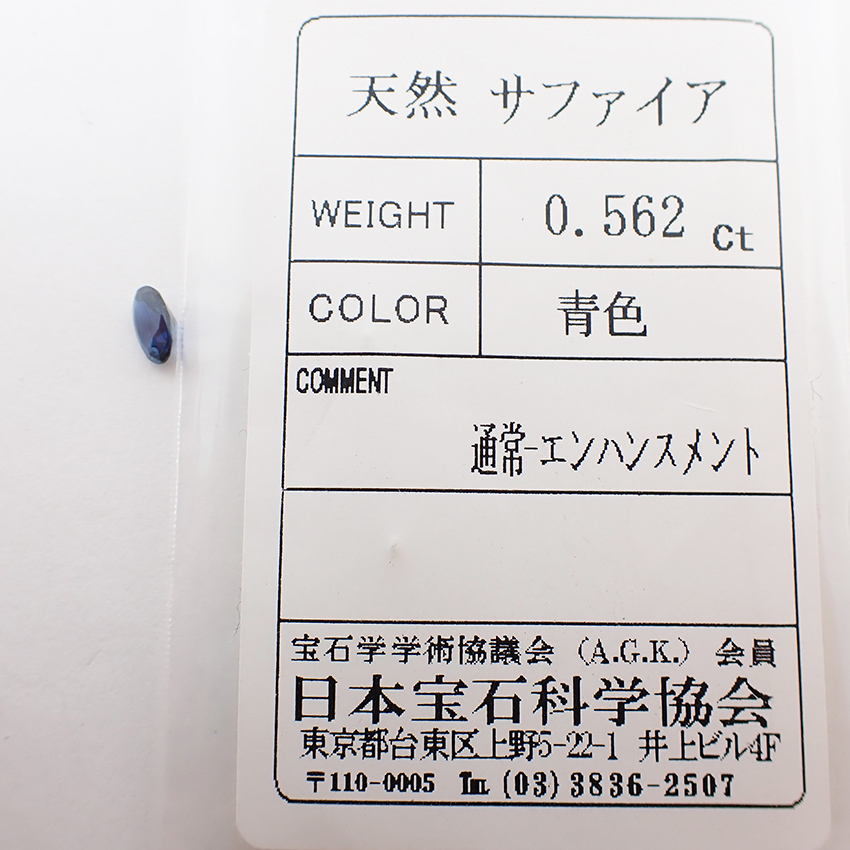 天然 サファイア
WEIGHT 0.562 ct
COLOR 青色
COMMENT
通常-エンハンスメント
宝石学学術協議会 (A.G.K.) 会員
日本宝石科学協会
東京都台東区上野5-22-1 井上ビル4F
〒110-0005 ℡ (03) 3836-2507